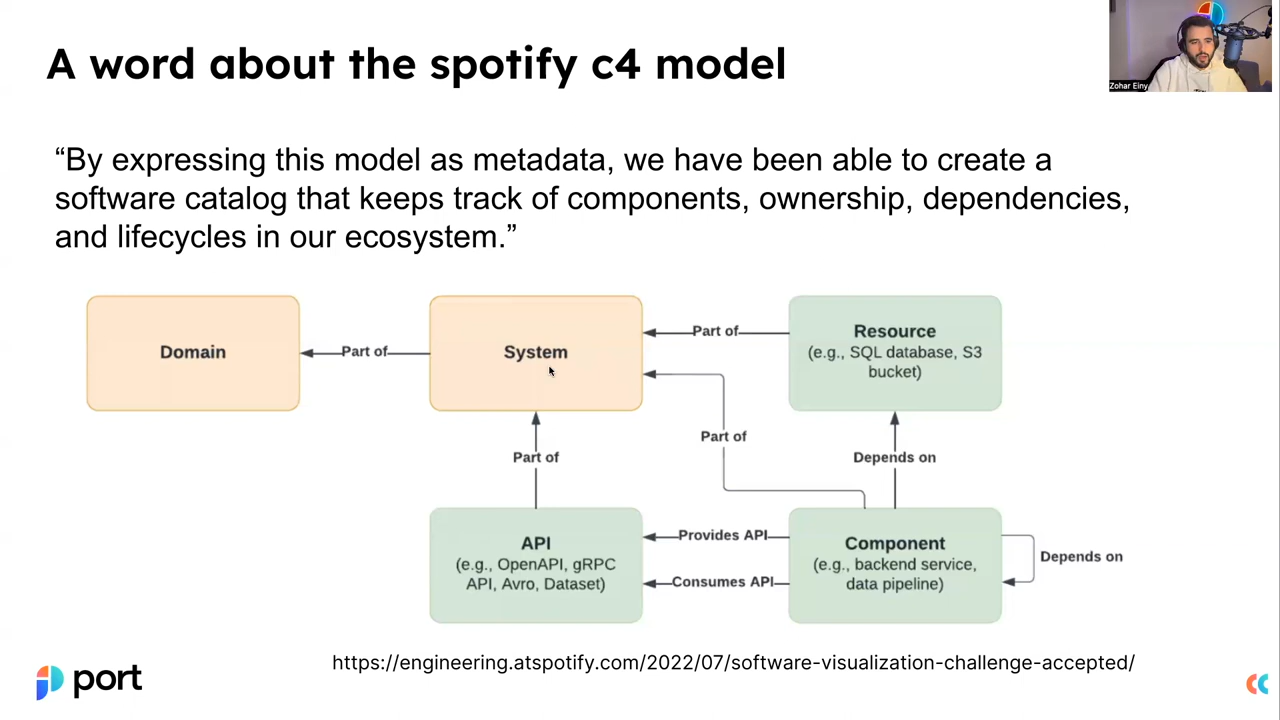 A word about the spotify c4 model
Zohar Einy
“By expressing this model as metadata, we have been able to create a
software catalog that keeps track of components, ownership, dependencies,
and lifecycles in our ecosystem.”
Domain
Part of
System
Part of
Resource
(e.g., SQL database, S3
bucket)
Part of
Part of
Depends on
API
(e.g., OpenAPI, gRPC
API, Avro, Dataset)
Provides API
Consumes API
Component
(e.g., backend service,
data pipeline)
Depends on
https://engineering.atspotify.com/2022/07/software-visualization-challenge-accepted/
port